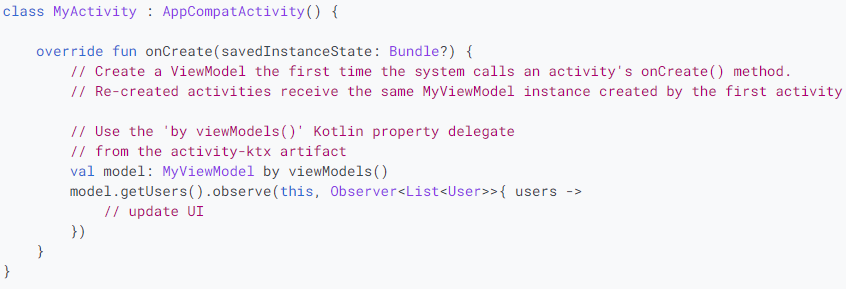 class MyActivity : AppCompatActivity() {
override fun onCreate(savedInstanceState: Bundle?) {
// Create a ViewModel the first time the system calls an activity's onCreate() method.
// Re-created activities receive the same MyViewModel instance created by the first activity
// Use the 'by viewModels()' Kotlin property delegate
// from the activity-ktx artifact
val model: MyViewModel by viewModels()
model.getUsers().observe(this, Observer<List<User>>{ users ->
// update UI
})
}
}